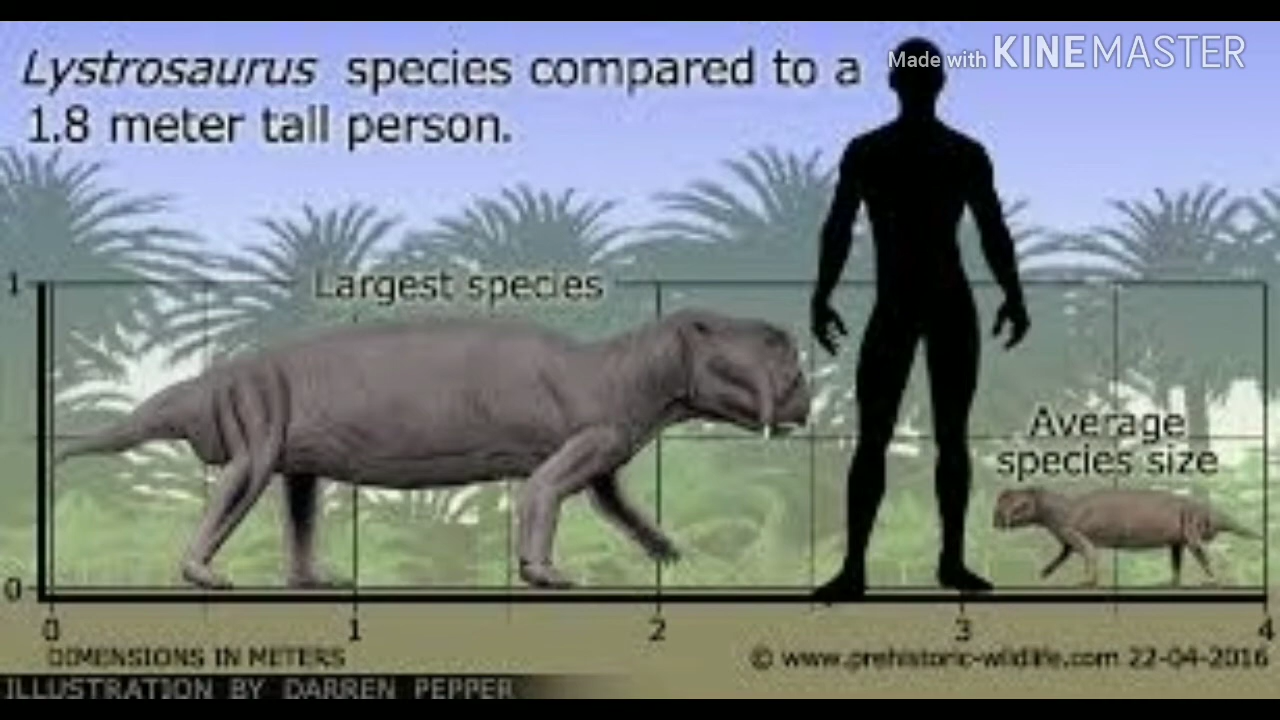 Made with KINEMASTER
Lystrosaurus species compared to a
1.8 meter tall person.
1
Largest species
Average
species size
0
0 1 2 3 4
DIMENSIONS IN METERS
© www.prehistoric-wildlife.com 22-04-2016
ILLUSTRATION BY DARREN PEPPER